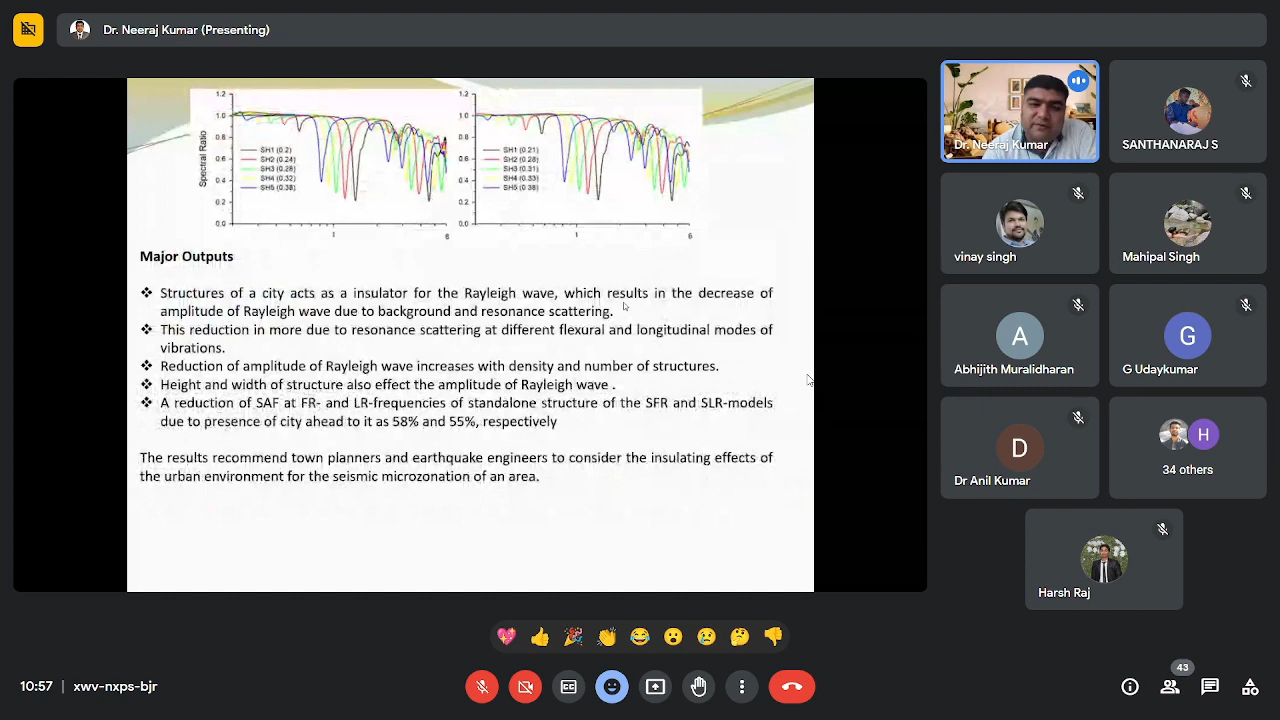 Dr. Neeraj Kumar (Presenting)
1.2
1.0
0.8
0.6
0.4
0.2
0.0
Spectral Ratio
SH1 (0.2)
SH2 (0.24)
SH3 (0.28)
SH4 (0.32)
SH5 (0.38)
1
6
1.2
1.0
0.8
0.6
0.4
0.2
0.0
SH1 (0.21)
SH2 (0.28)
SH3 (0.31)
SH4 (0.33)
SH5 (0.38)
1
6
Major Outputs
❖ Structures of a city acts as a insulator for the Rayleigh wave, which results in the decrease of
amplitude of Rayleigh wave due to background and resonance scattering.
❖ This reduction in more due to resonance scattering at different flexural and longitudinal modes of
vibrations.
❖ Reduction of amplitude of Rayleigh wave increases with density and number of structures.
❖ Height and width of structure also effect the amplitude of Rayleigh wave .
❖ A reduction of SAF at FR- and LR-frequencies of standalone structure of the SFR and SLR-models
due to presence of city ahead to it as 58% and 55%, respectively
The results recommend town planners and earthquake engineers to consider the insulating effects of
the urban environment for the seismic microzonation of an area.
Dr. Neeraj Kumar
SANTHANARAJ S
vinay singh
Mahipal Singh
A
Abhijith Muralidharan
G
G Udaykumar
D
Dr Anil Kumar
H
34 others
Harsh Raj
10:57 | xwv-nxps-bjr
43